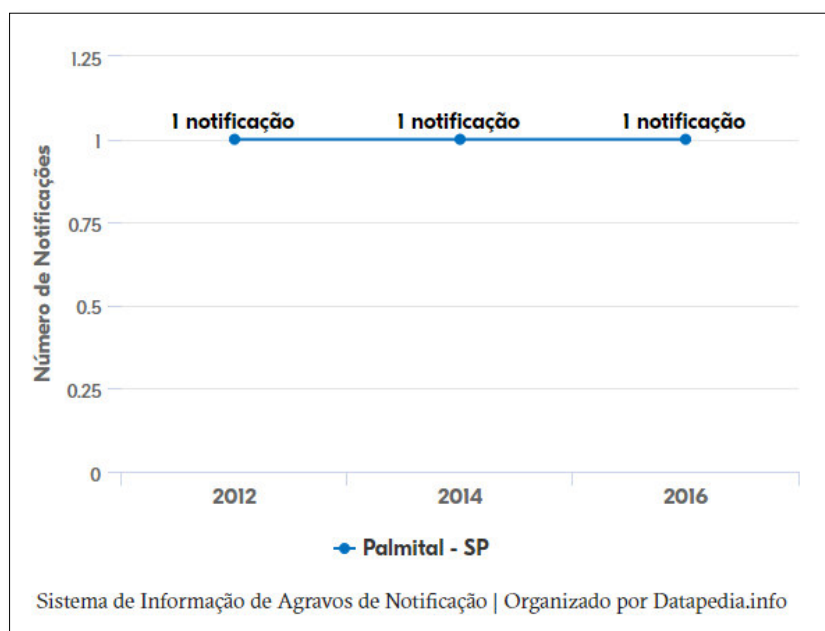 1.25
1 notificação 1 notificação 1 notificação
1
Número de Notificações
0.75
0.5
0.25
0
2012 2014 2016
Palmital - SP
Sistema de Informação de Agravos de Notificação | Organizado por Datapedia.info